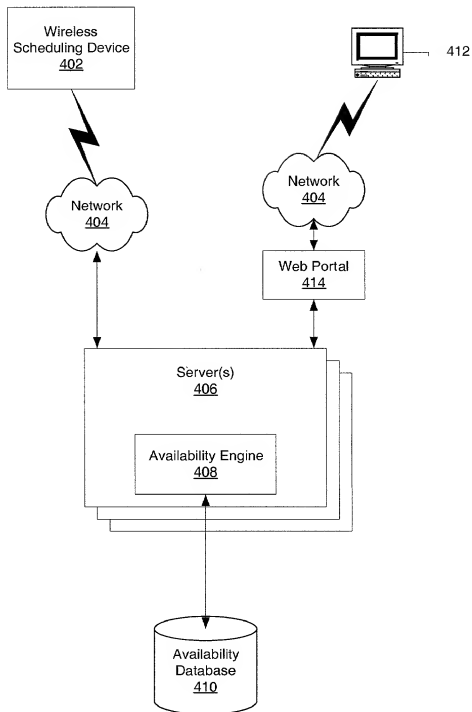 Wireless
Scheduling Device
402
412
Network
404
Network
404
Web Portal
414
Server(s)
406
Availability Engine
408
Availability
Database
410